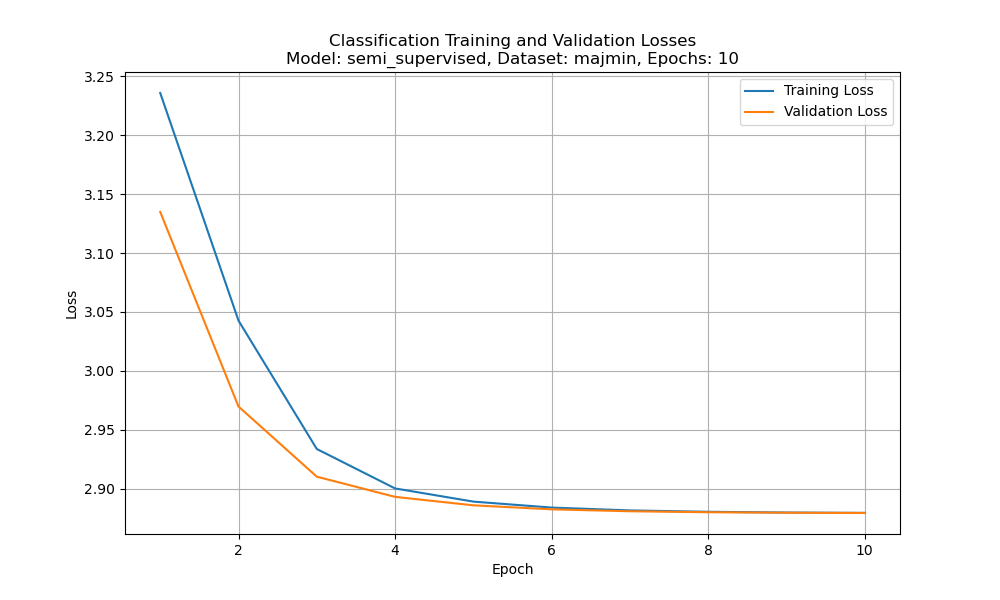 Classification Training and Validation Losses
Model: semi_supervised, Dataset: majmin, Epochs: 10
Training Loss
Validation Loss
Loss
3.25
3.20
3.15
3.10
3.05
3.00
2.95
2.90
2 4 6 8 10
Epoch